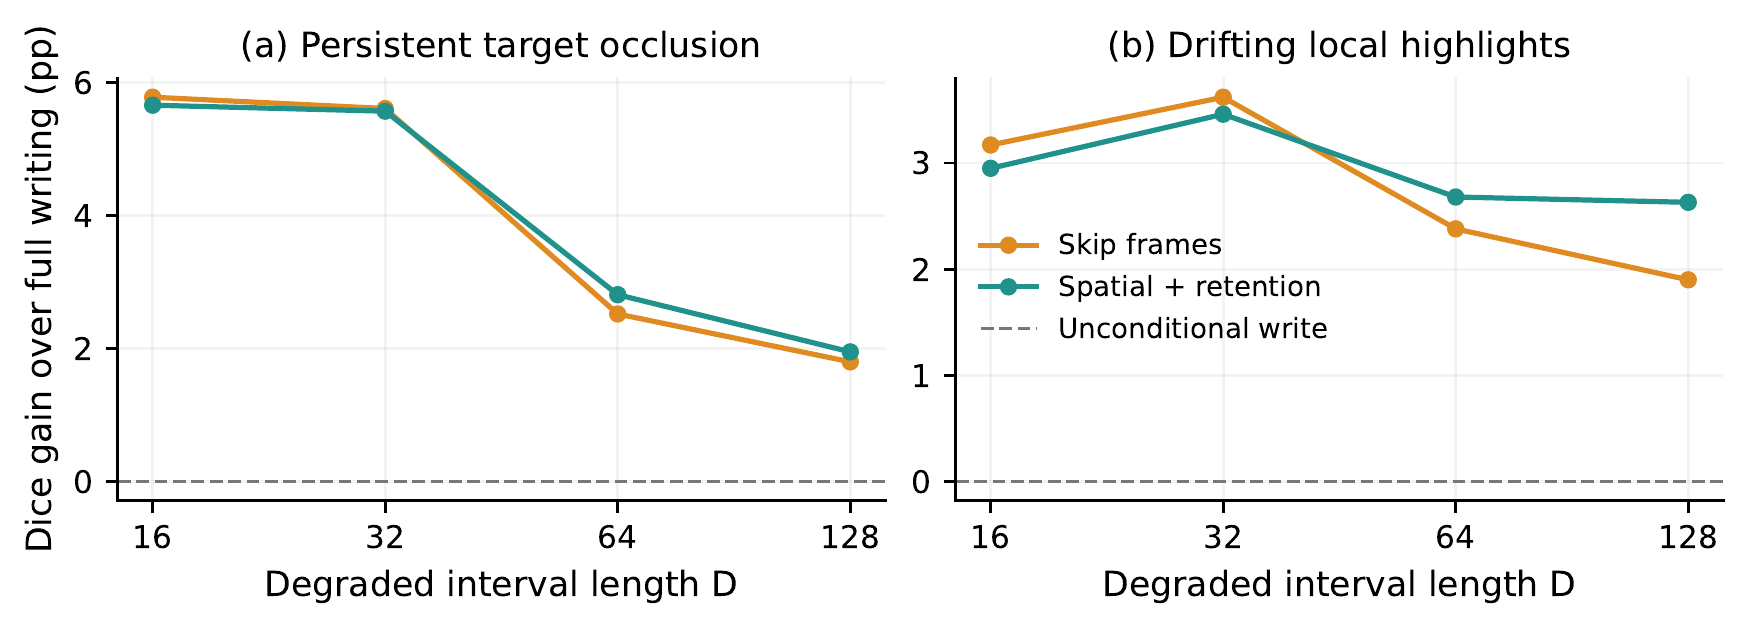 (a) Persistent target occlusion
Dice gain over full writing (pp)
6
4
2
0
16 32 64 128
Degraded interval length D
(b) Drifting local highlights
3
2
1
0
Skip frames
Spatial + retention
Unconditional write
16 32 64 128
Degraded interval length D